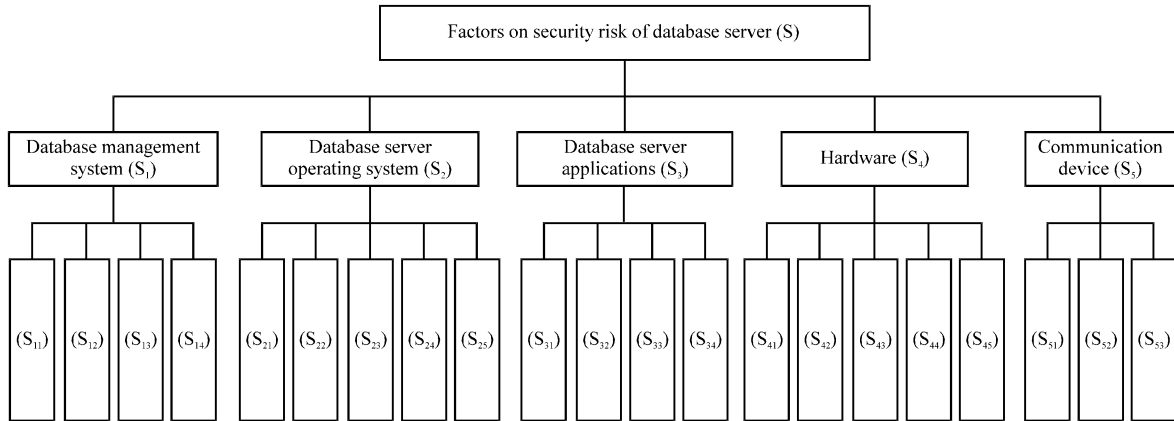 Factors on security risk of database server (S)
Database management
system (S₁)
Database server
operating system (S₂)
Database server
applications (S₃)
Hardware (S₄)
Communication
device (S₅)
(S₁₁)
(S₁₂)
(S₁₃)
(S₁₄)
(S₂₁)
(S₂₂)
(S₂₃)
(S₂₄)
(S₂₅)
(S₃₁)
(S₃₂)
(S₃₃)
(S₃₄)
(S₄₁)
(S₄₂)
(S₄₃)
(S₄₄)
(S₄₅)
(S₅₁)
(S₅₂)
(S₅₃)